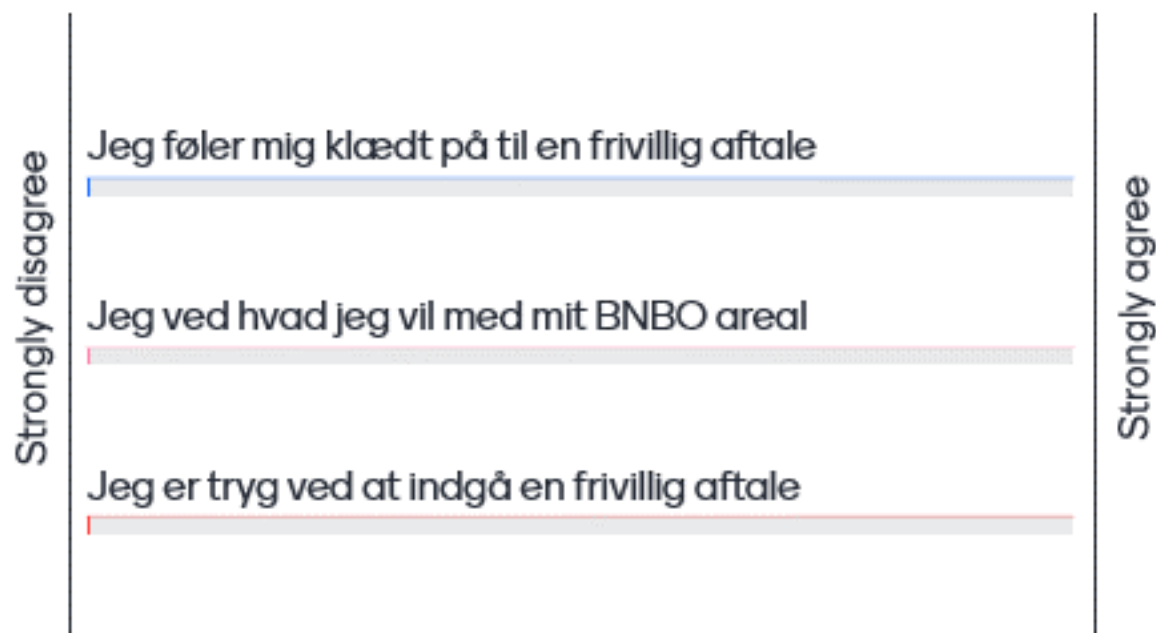 Strongly disagree
Jeg føler mig klædt på til en frivillig aftale
Jeg ved hvad jeg vil med mit BNBO areal
Jeg er tryg ved at indgå en frivillig aftale
Strongly agree